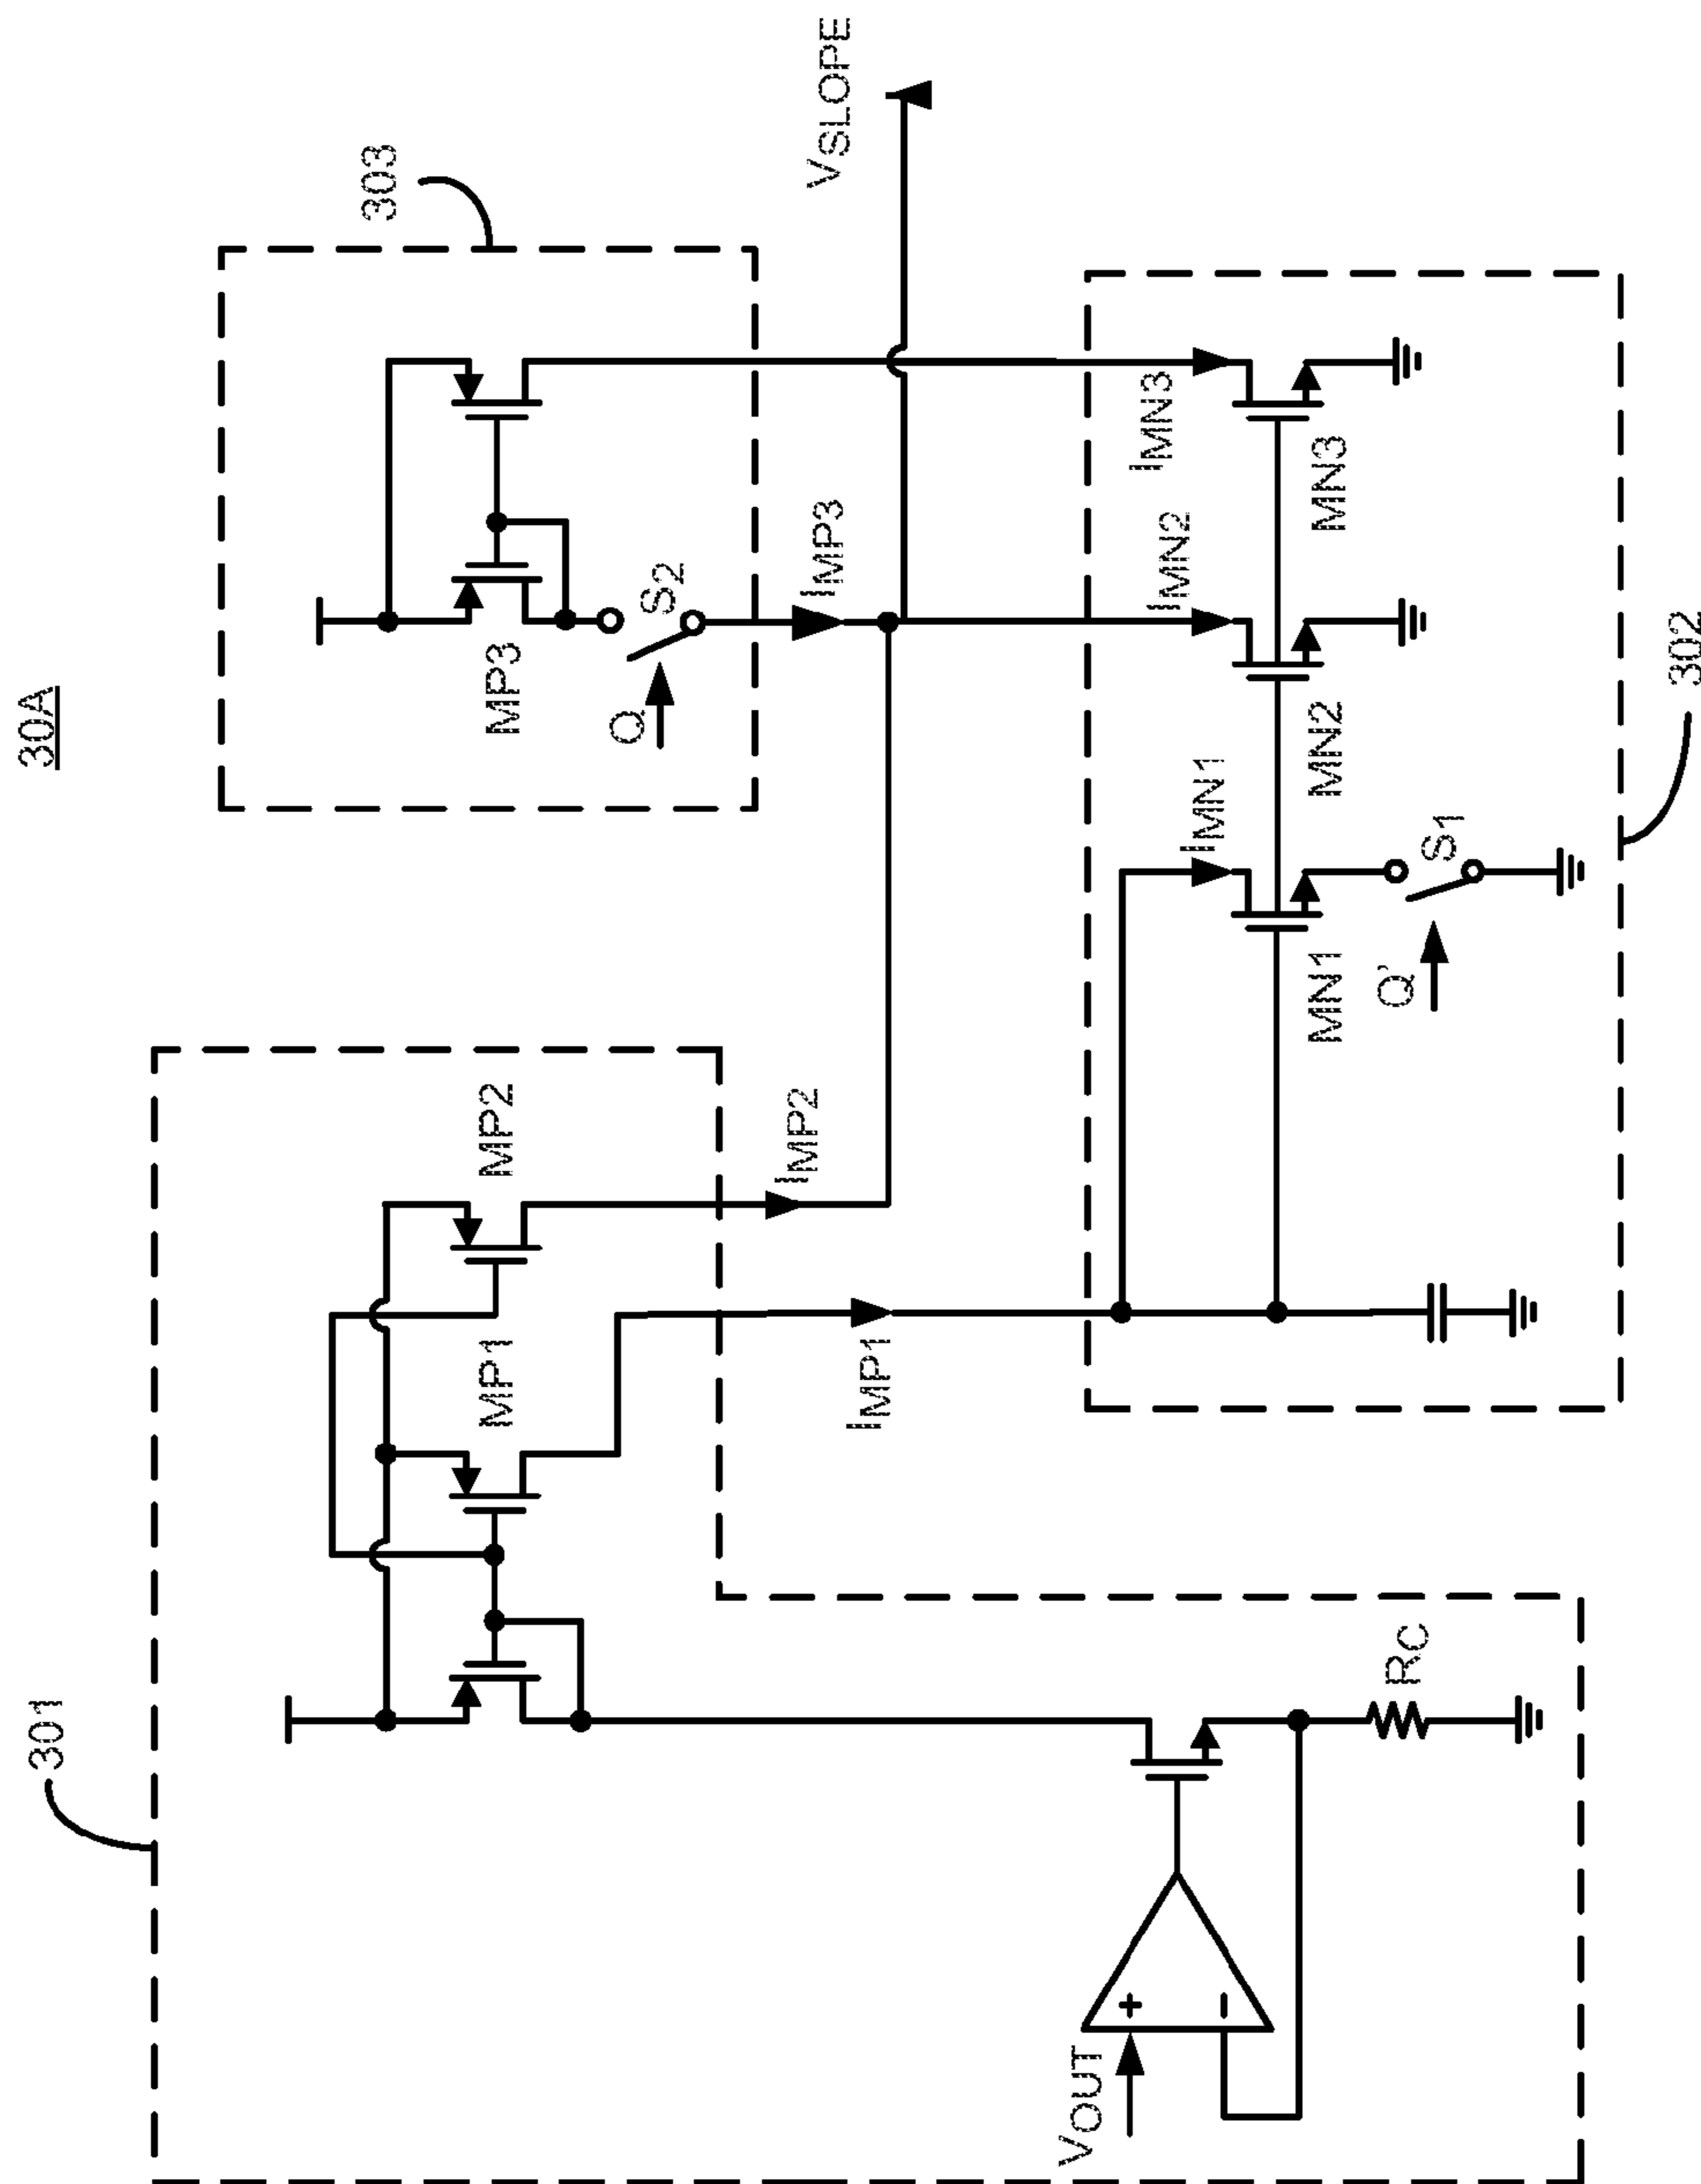 30A
301
303
MP3
S2
Q
IMP3
VSLOPE
MP1
MP2
IMP1
IMP2
IMN1
IMN2
IMN3
VOUT
+
-
RC
MN1
MN2
MN3
Q'
S1
302